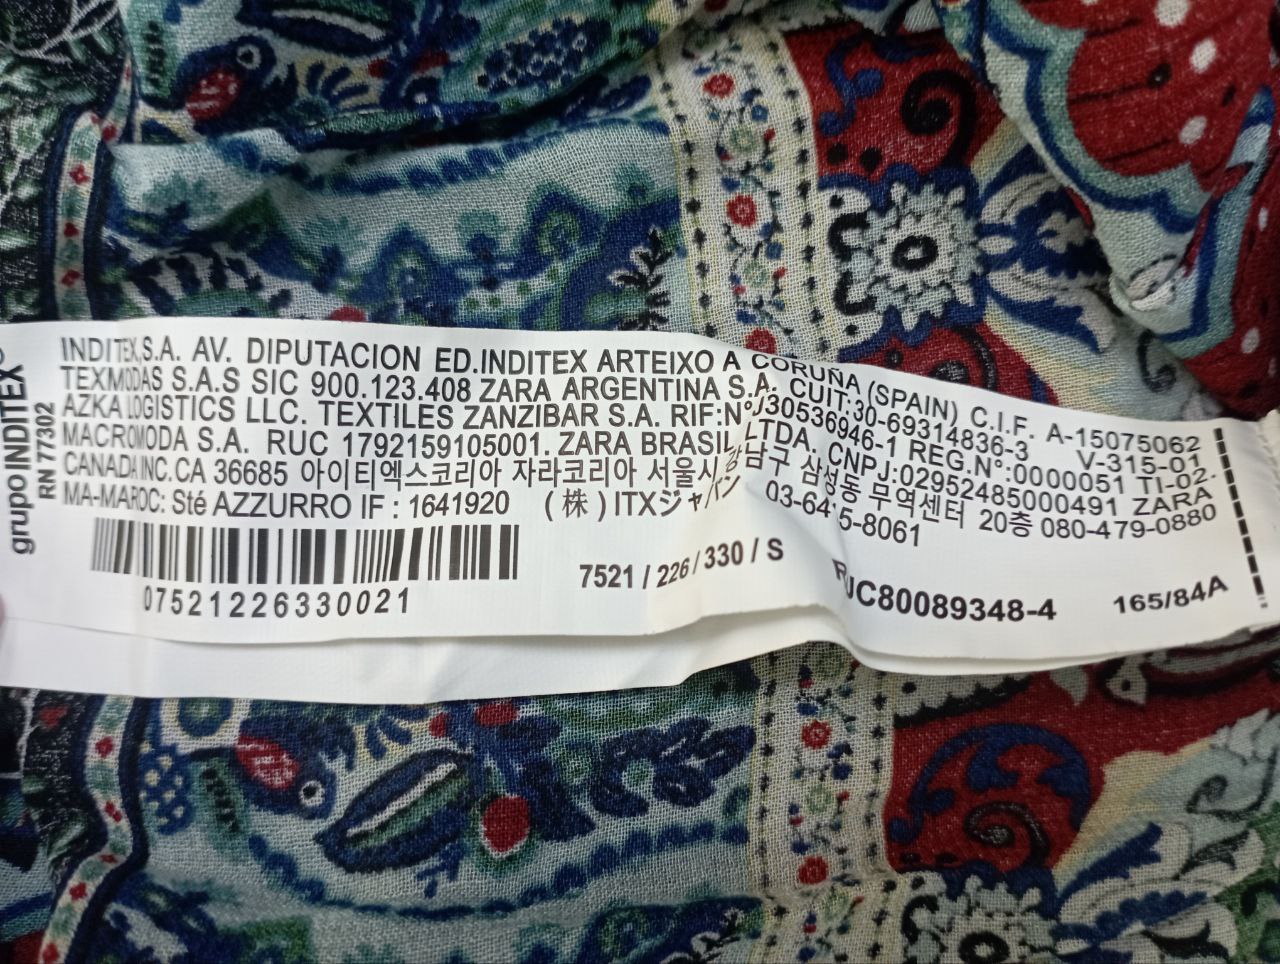 grupo INDITEX
RN 77302
INDITEX,S.A. AV. DIPUTACION ED.INDITEX ARTEIXO A CORUÑA (SPAIN) C.I.F. A-15075062
TEXMODAS S.A.S SIC 900.123.408 ZARA ARGENTINA S.A. CUIT:30-69314836-3 V-315-01
AZKA LOGISTICS LLC. TEXTILES ZANZIBAR S.A. RIF:N°J30536946-1 REG.N°:0000051 TI-02.
MACROMODA S.A. RUC 1792159105001. ZARA BRASIL LTDA. CNPJ:02952485000491 ZARA
CANADA INC.CA 36685 아이티엑스코리아 자라코리아 서울시 강남구 삼성동 무역센터 20층 080-479-0880
MA-MAROC: Sté AZZURRO IF : 1641920 (株) ITXジャパン 03-6415-8061
07521226330021
7521 / 226 / 330 / S
RUC80089348-4
165/84A